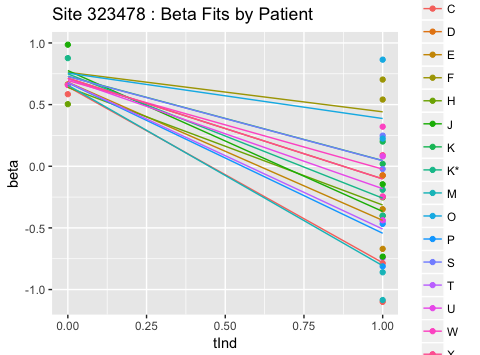 Site 323478 : Beta Fits by Patient
1.0
0.5
0.0
-0.5
-1.0
beta
0.00
0.25
0.50
0.75
1.00
tInd
C
D
E
F
H
J
K
K*
M
O
P
S
T
U
W